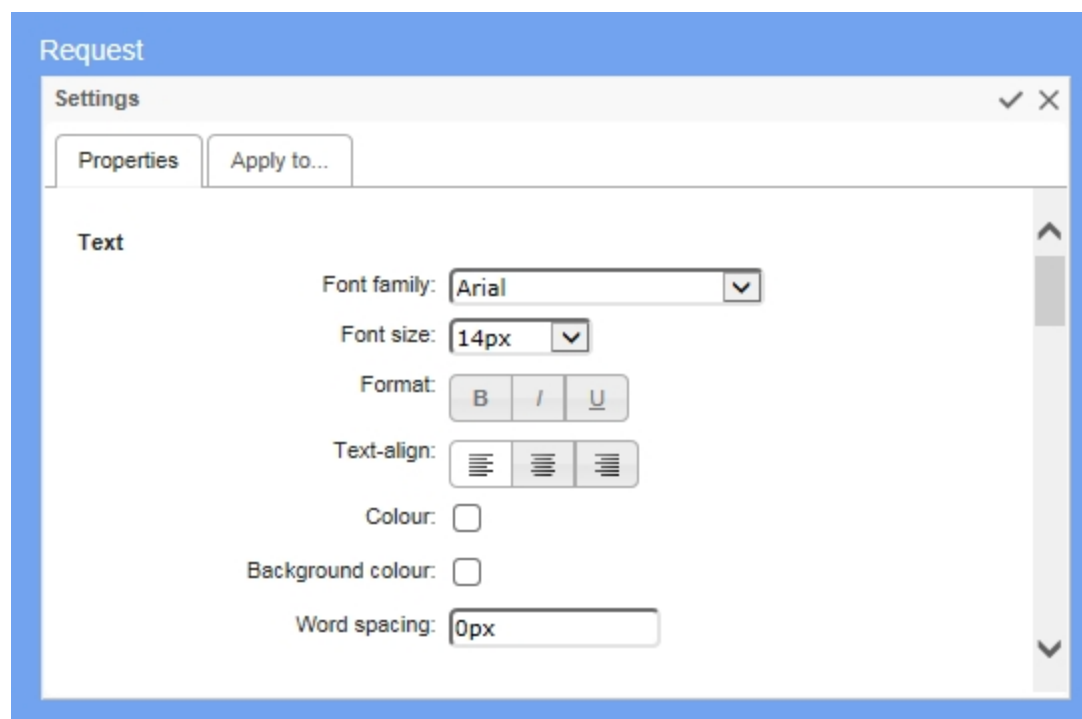 Request
Settings
Properties Apply to...
Text
Font family: Arial
Font size: 14px
Format: B I U
Text-align:
Colour:
Background colour:
Word spacing: 0px